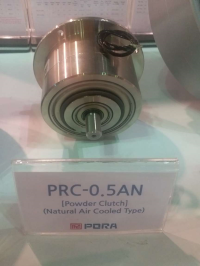 PRC-0.5AN
[Powder Clutch]
(Natural Air Cooled Type)
PORA